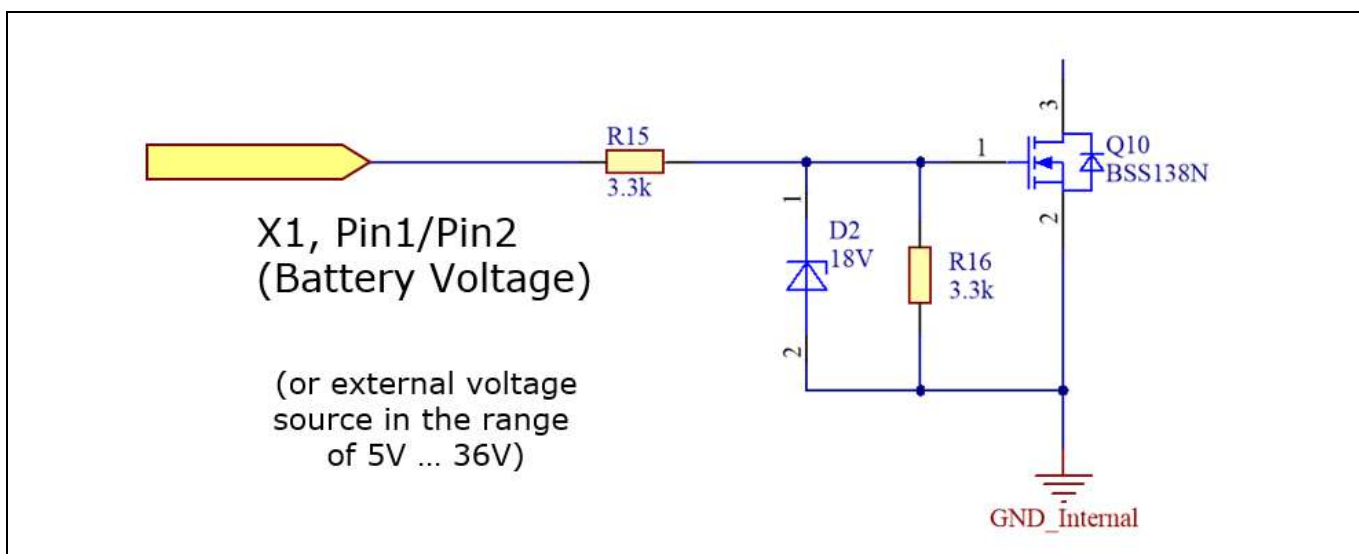 R15
3.3k
X1, Pin1/Pin2
(Battery Voltage)
(or external voltage
source in the range
of 5V ... 36V)
1
D2
18V
2
R16
3.3k
1
3
Q10
BSS138N
2
GND_Internal